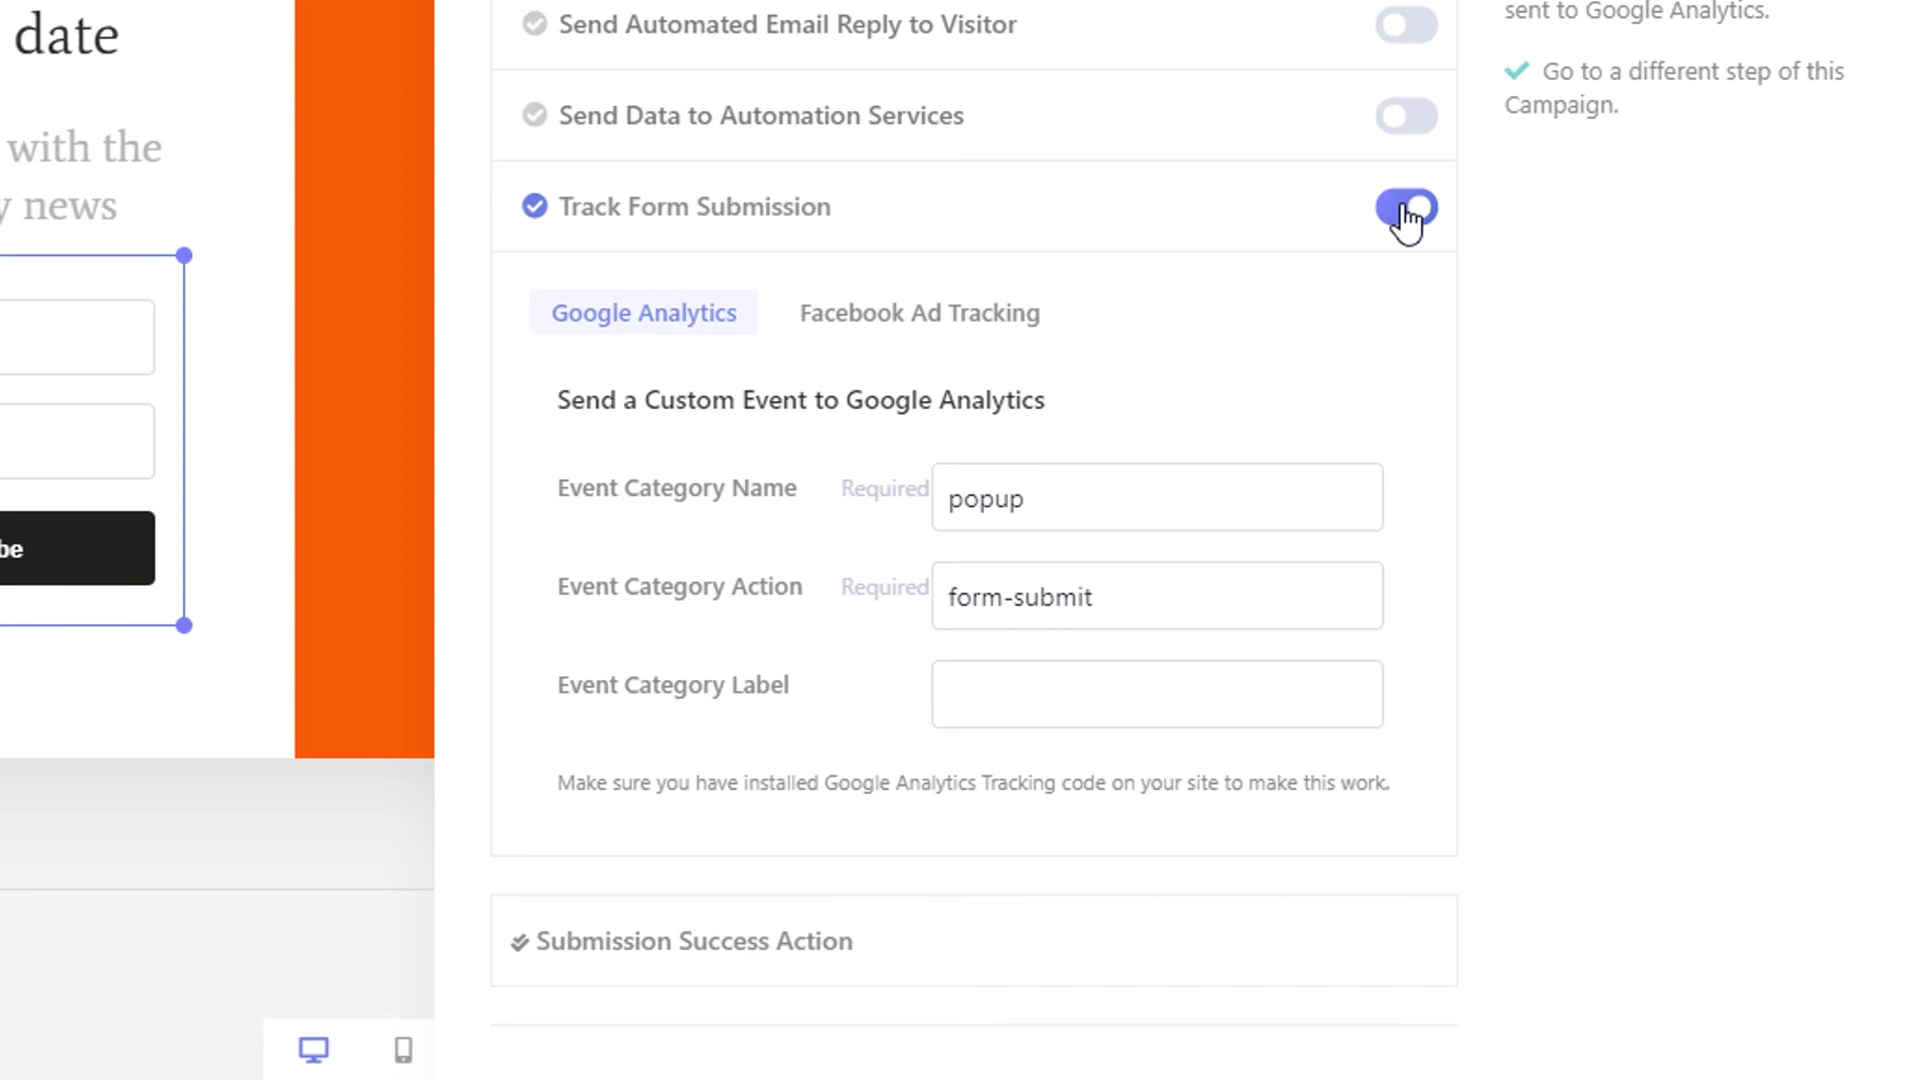 date
with the
y news
be
Send Automated Email Reply to Visitor
Send Data to Automation Services
Track Form Submission
Google Analytics
Facebook Ad Tracking
Send a Custom Event to Google Analytics
Event Category Name Required popup
Event Category Action Required form-submit
Event Category Label
Make sure you have installed Google Analytics Tracking code on your site to make this work.
Submission Success Action
sent to Google Analytics.
Go to a different step of this
Campaign.